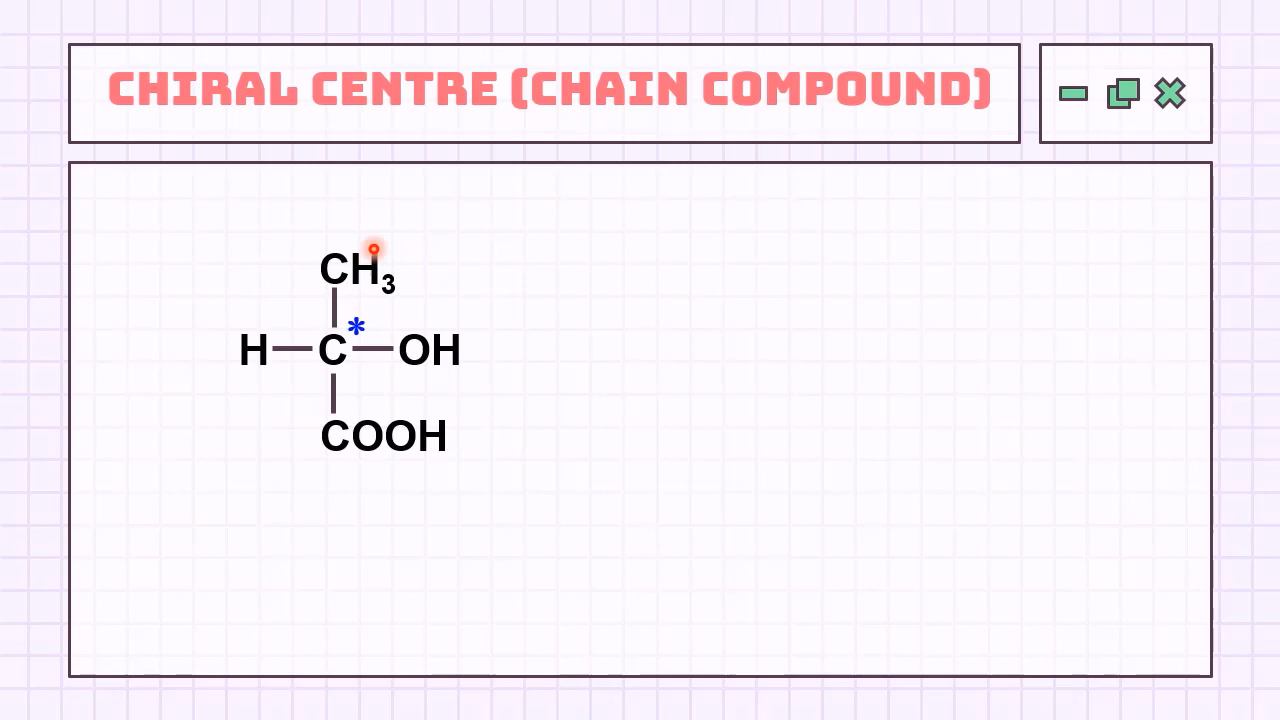 CHIRAL CENTRE (CHAIN COMPOUND)
CH₃
H C* OH
COOH